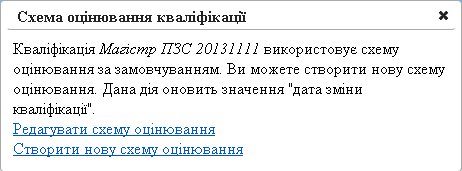 Схема оцінювання кваліфікації
Кваліфікація Магістр ПЗС 20131111 використовує схему
оцінювання за замовчуванням. Ви можете створити нову схему
оцінювання. Дана дія оновить значення "дата зміни
кваліфікації".
Редагувати схему оцінювання
Створити нову схему оцінювання